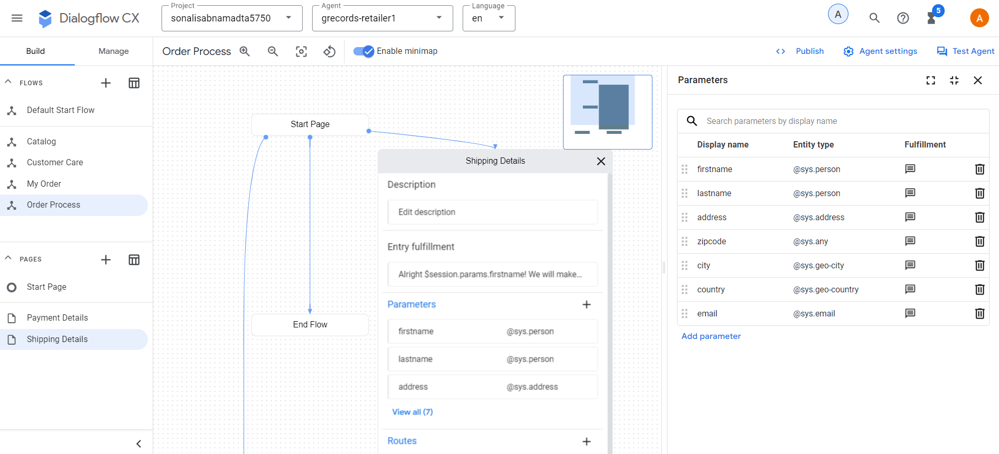 Dialogflow CX
Project
sonalisabnamadta5750
Agent
grecords-retailer1
Language
en
A
5
A
Build
Manage
Order Process
Enable minimap
Publish
Agent settings
Test Agent
FLOWS
Default Start Flow
Catalog
Customer Care
My Order
Order Process
PAGES
Start Page
Payment Details
Shipping Details
Start Page
End Flow
Shipping Details
Description
Edit description
Entry fulfillment
Alright $session.params.firstname! We will make...
Parameters
firstname @sys.person
lastname @sys.person
address @sys.address
View all (7)
Routes
Parameters
Search parameters by display name
Display name Entity type Fulfillment
firstname @sys.person
lastname @sys.person
address @sys.address
zipcode @sys.any
city @sys.geo-city
country @sys.geo-country
email @sys.email
Add parameter